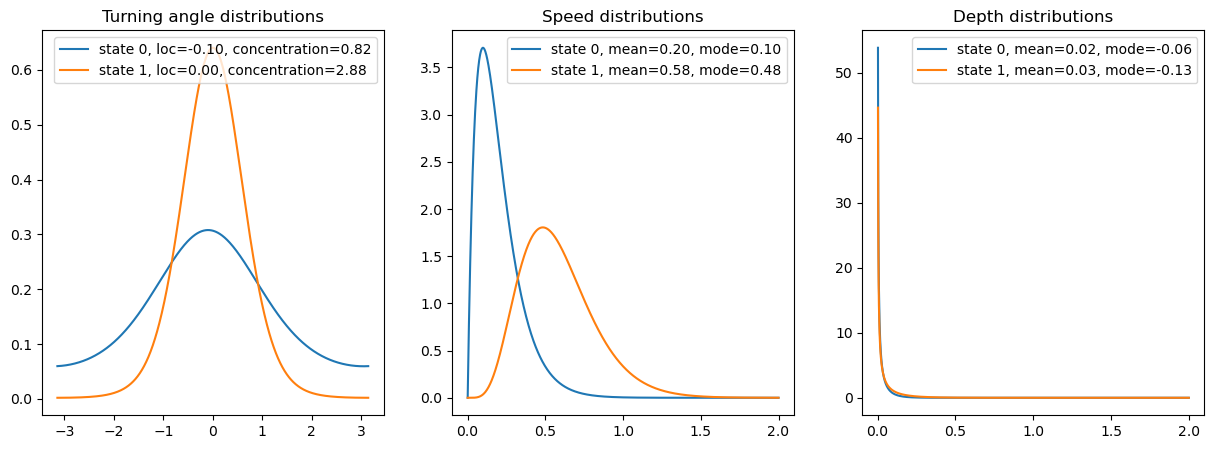 Turning angle distributions
state 0, loc=-0.10, concentration=0.82
state 1, loc=0.00, concentration=2.88
0.6
0.5
0.4
0.3
0.2
0.1
0.0
−3 −2 −1 0 1 2 3
Speed distributions
state 0, mean=0.20, mode=0.10
state 1, mean=0.58, mode=0.48
3.5
3.0
2.5
2.0
1.5
1.0
0.5
0.0
0.0 0.5 1.0 1.5 2.0
Depth distributions
state 0, mean=0.02, mode=-0.06
state 1, mean=0.03, mode=-0.13
50
40
30
20
10
0
0.0 0.5 1.0 1.5 2.0